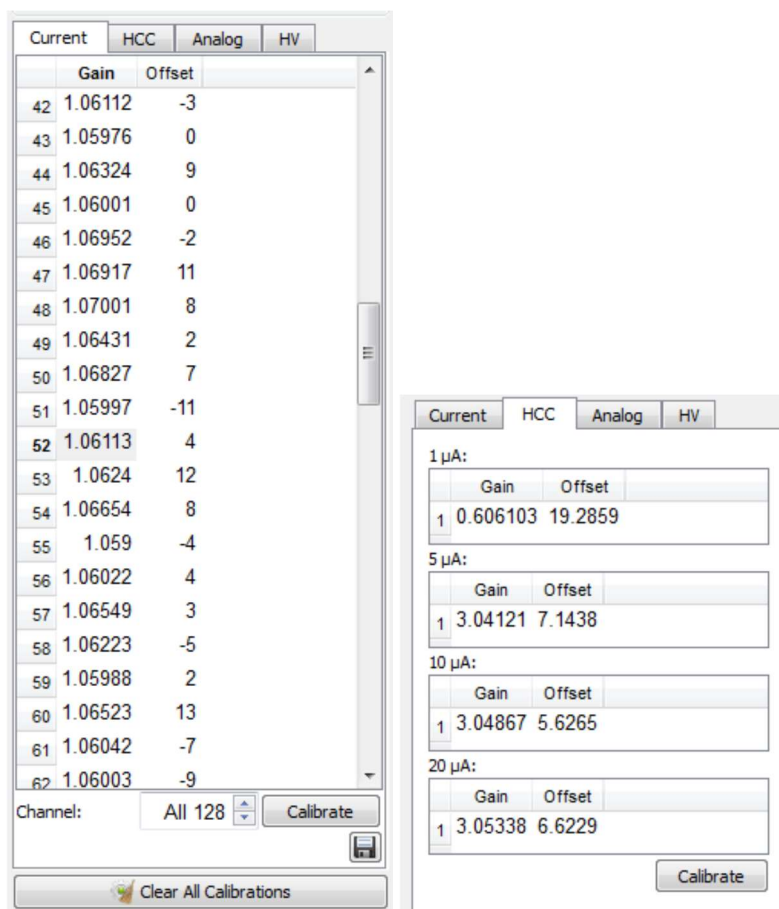 Current HCC Analog HV
Gain Offset
42 1.06112 -3
43 1.05976 0
44 1.06324 9
45 1.06001 0
46 1.06952 -2
47 1.06917 11
48 1.07001 8
49 1.06431 2
50 1.06827 7
51 1.05997 -11
52 1.06113 4
53 1.0624 12
54 1.06654 8
55 1.059 -4
56 1.06022 4
57 1.06549 3
58 1.06223 -5
59 1.05988 2
60 1.06523 13
61 1.06042 -7
62 1.06003 -9
Channel: All 128 Calibrate
Clear All Calibrations
Current HCC Analog HV
1 µA:
Gain Offset
1 0.606103 19.2859
5 µA:
Gain Offset
1 3.04121 7.1438
10 µA:
Gain Offset
1 3.04867 5.6265
20 µA:
Gain Offset
1 3.05338 6.6229
Calibrate